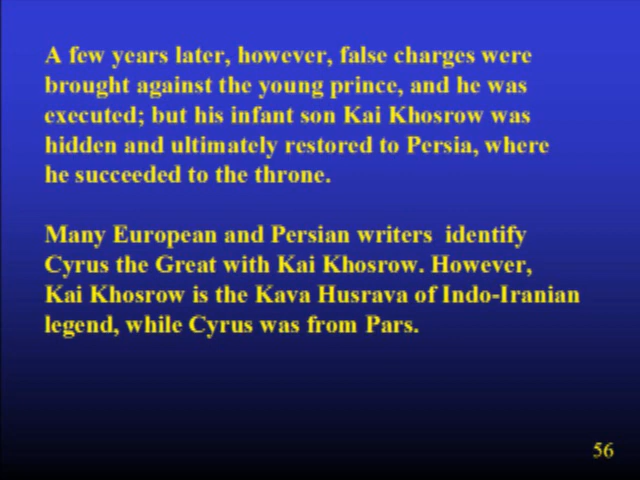 A few years later, however, false charges were
brought against the young prince, and he was
executed; but his infant son Kai Khosrow was
hidden and ultimately restored to Persia, where
he succeeded to the throne.
Many European and Persian writers identify
Cyrus the Great with Kai Khosrow. However,
Kai Khosrow is the Kava Husrava of Indo-Iranian
legend, while Cyrus was from Pars.
56